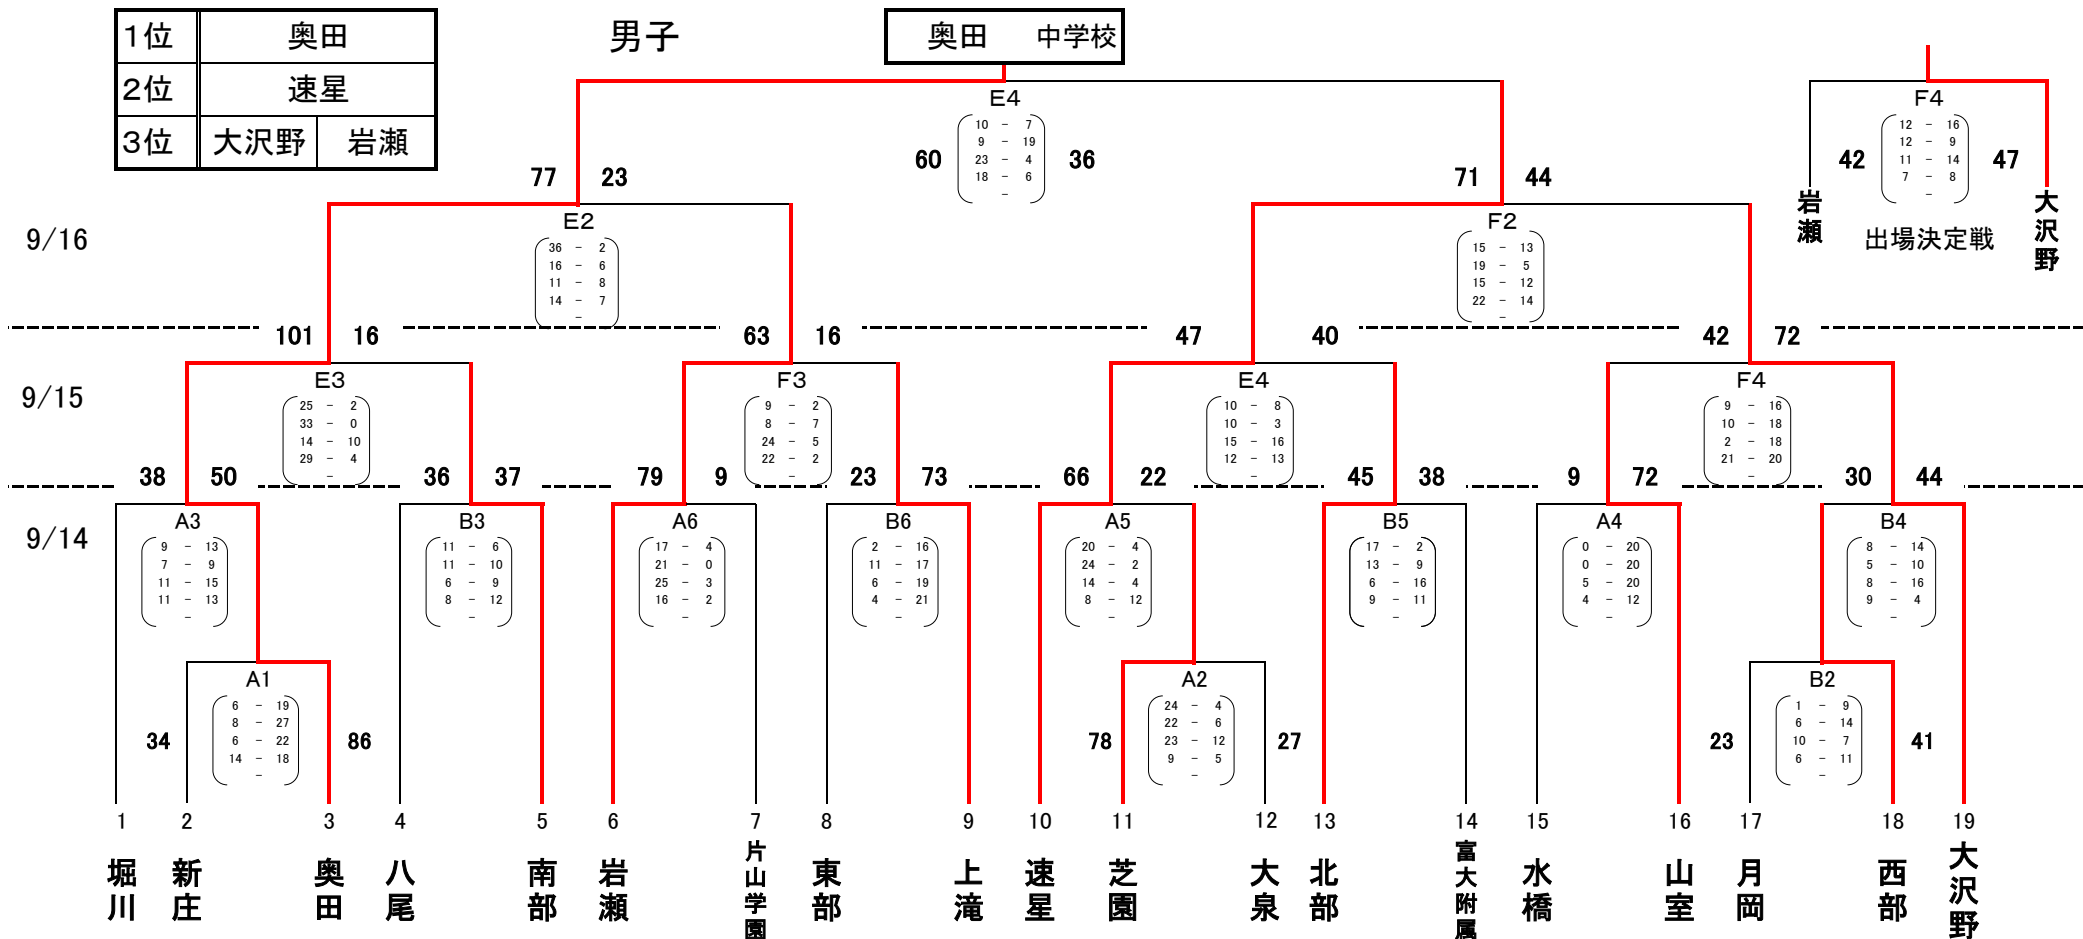 1位 奥田
2位 速星
3位 大沢野 岩瀬
男子
奥田 中学校
E4
10 - 7
9 - 19
23 - 4
18 - 6
-
60 36
F4
12 - 16
12 - 9
11 - 14
7 - 8
-
42 47
岩瀬
大沢野
出場決定戦
77 23
71 44
9/16
E2
36 - 2
16 - 6
11 - 8
14 - 7
-
F2
15 - 13
19 - 5
15 - 12
22 - 14
-
101 16
63 16
47 40
42 72
9/15
E3
25 - 2
33 - 0
14 - 10
29 - 4
-
F3
9 - 2
8 - 7
24 - 5
22 - 2
-
E4
10 - 8
10 - 3
15 - 16
12 - 13
-
F4
9 - 16
10 - 18
2 - 18
21 - 20
-
38 50
36 37
79 9
23 73
66 22
45 38
9 72
30 44
9/14
A3
9 - 13
7 - 9
11 - 15
11 - 13
-
B3
11 - 6
11 - 10
6 - 9
8 - 12
-
A6
17 - 4
21 - 0
25 - 3
16 - 2
-
B6
2 - 16
11 - 17
6 - 19
4 - 21
-
A5
20 - 4
24 - 2
14 - 4
8 - 12
-
B5
17 - 2
13 - 9
6 - 16
9 - 11
-
A4
0 - 20
0 - 20
5 - 20
4 - 12
-
B4
8 - 14
5 - 10
8 - 16
9 - 4
-
A1
6 - 19
8 - 27
6 - 22
14 - 18
-
34 86
A2
24 - 4
22 - 6
23 - 12
9 - 5
-
78 27
B2
1 - 9
6 - 14
10 - 7
6 - 11
-
23 41
1 2 3 4 5 6 7 8 9 10 11 12 13 14 15 16 17 18 19
堀川
新庄
奥田
八尾
南部
岩瀬
片山学園
東部
上滝
速星
芝園
大泉
北部
富大附属
水橋
山室
月岡
西部
大沢野